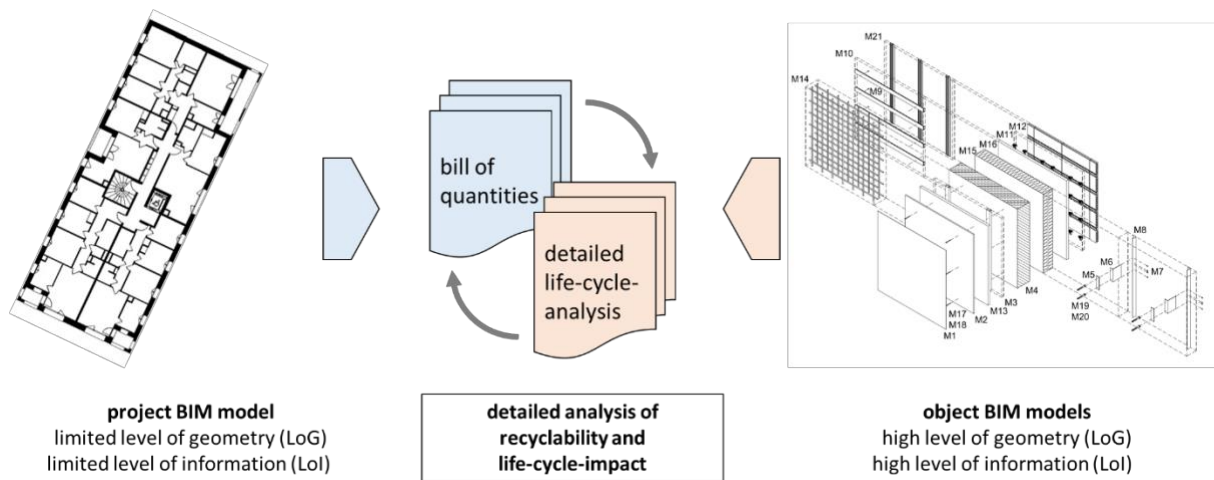 bill of
quantities
detailed
life-cycle-
analysis
M21
M10
M14
M9
M12
M11
M16
M15
M8
M6
M7
M5
M3
M4
M19
M20
M13
M2
M17
M18
M1
project BIM model
limited level of geometry (LoG)
limited level of information (LoI)
detailed analysis of
recyclability and
life-cycle-impact
object BIM models
high level of geometry (LoG)
high level of information (LoI)